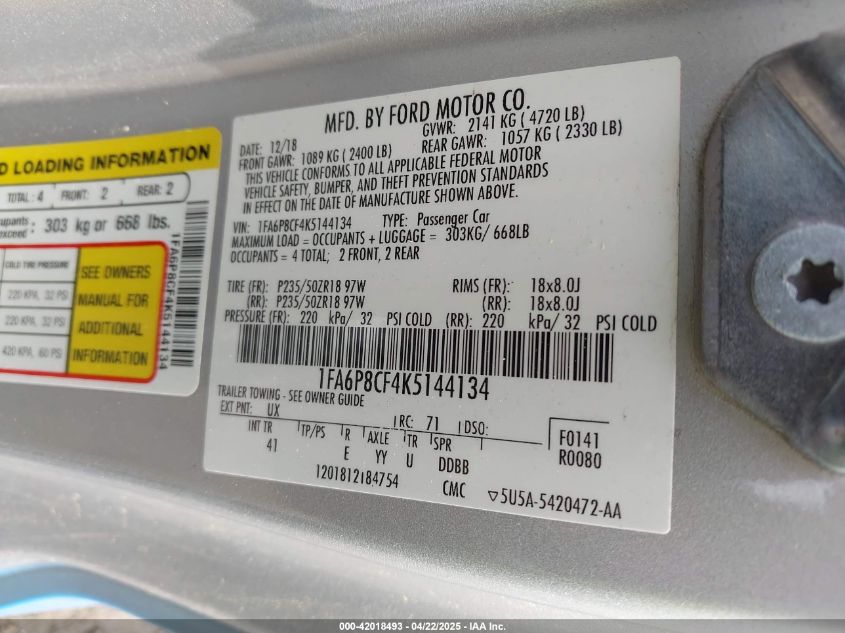 D LOADING INFORMATION
TOTAL: 4 FRONT: 2 REAR: 2
303 kg or 668 lbs.
COLD TIRE PRESSURE
220 KPA, 32 PSI
220 KPA, 32 PSI
420 KPA, 60 PSI
SEE OWNERS
MANUAL FOR
ADDITIONAL
INFORMATION
1FA6P8CF4K5144134
MFD. BY FORD MOTOR CO.
DATE: 12/18 GVWR: 2141 KG ( 4720 LB)
FRONT GAWR: 1089 KG ( 2400 LB) REAR GAWR: 1057 KG ( 2330 LB)
THIS VEHICLE CONFORMS TO ALL APPLICABLE FEDERAL MOTOR
VEHICLE SAFETY, BUMPER, AND THEFT PREVENTION STANDARDS
IN EFFECT ON THE DATE OF MANUFACTURE SHOWN ABOVE.
VIN: 1FA6P8CF4K5144134 TYPE: Passenger Car
MAXIMUM LOAD = OCCUPANTS + LUGGAGE = 303KG/ 668LB
OCCUPANTS = 4 TOTAL; 2 FRONT, 2 REAR
TIRE (FR): P235/50ZR18 97W RIMS (FR): 18x8.0J
(RR): P235/50ZR18 97W (RR): 18x8.0J
PRESSURE (FR): 220 kPa/ 32 PSI COLD (RR): 220 kPa/ 32 PSI COLD
1FA6P8CF4K5144134
TRAILER TOWING - SEE OWNER GUIDE
EXT PNT: UX RC: 71 DSO:
INT TR TP/PS R AXLE TR SPR
41 E YY U DDBB
F0141
R0080
1201812184754 CMC ▽5U5A-5420472-AA
000-42018493 - 04/22/2025 - IAA Inc.